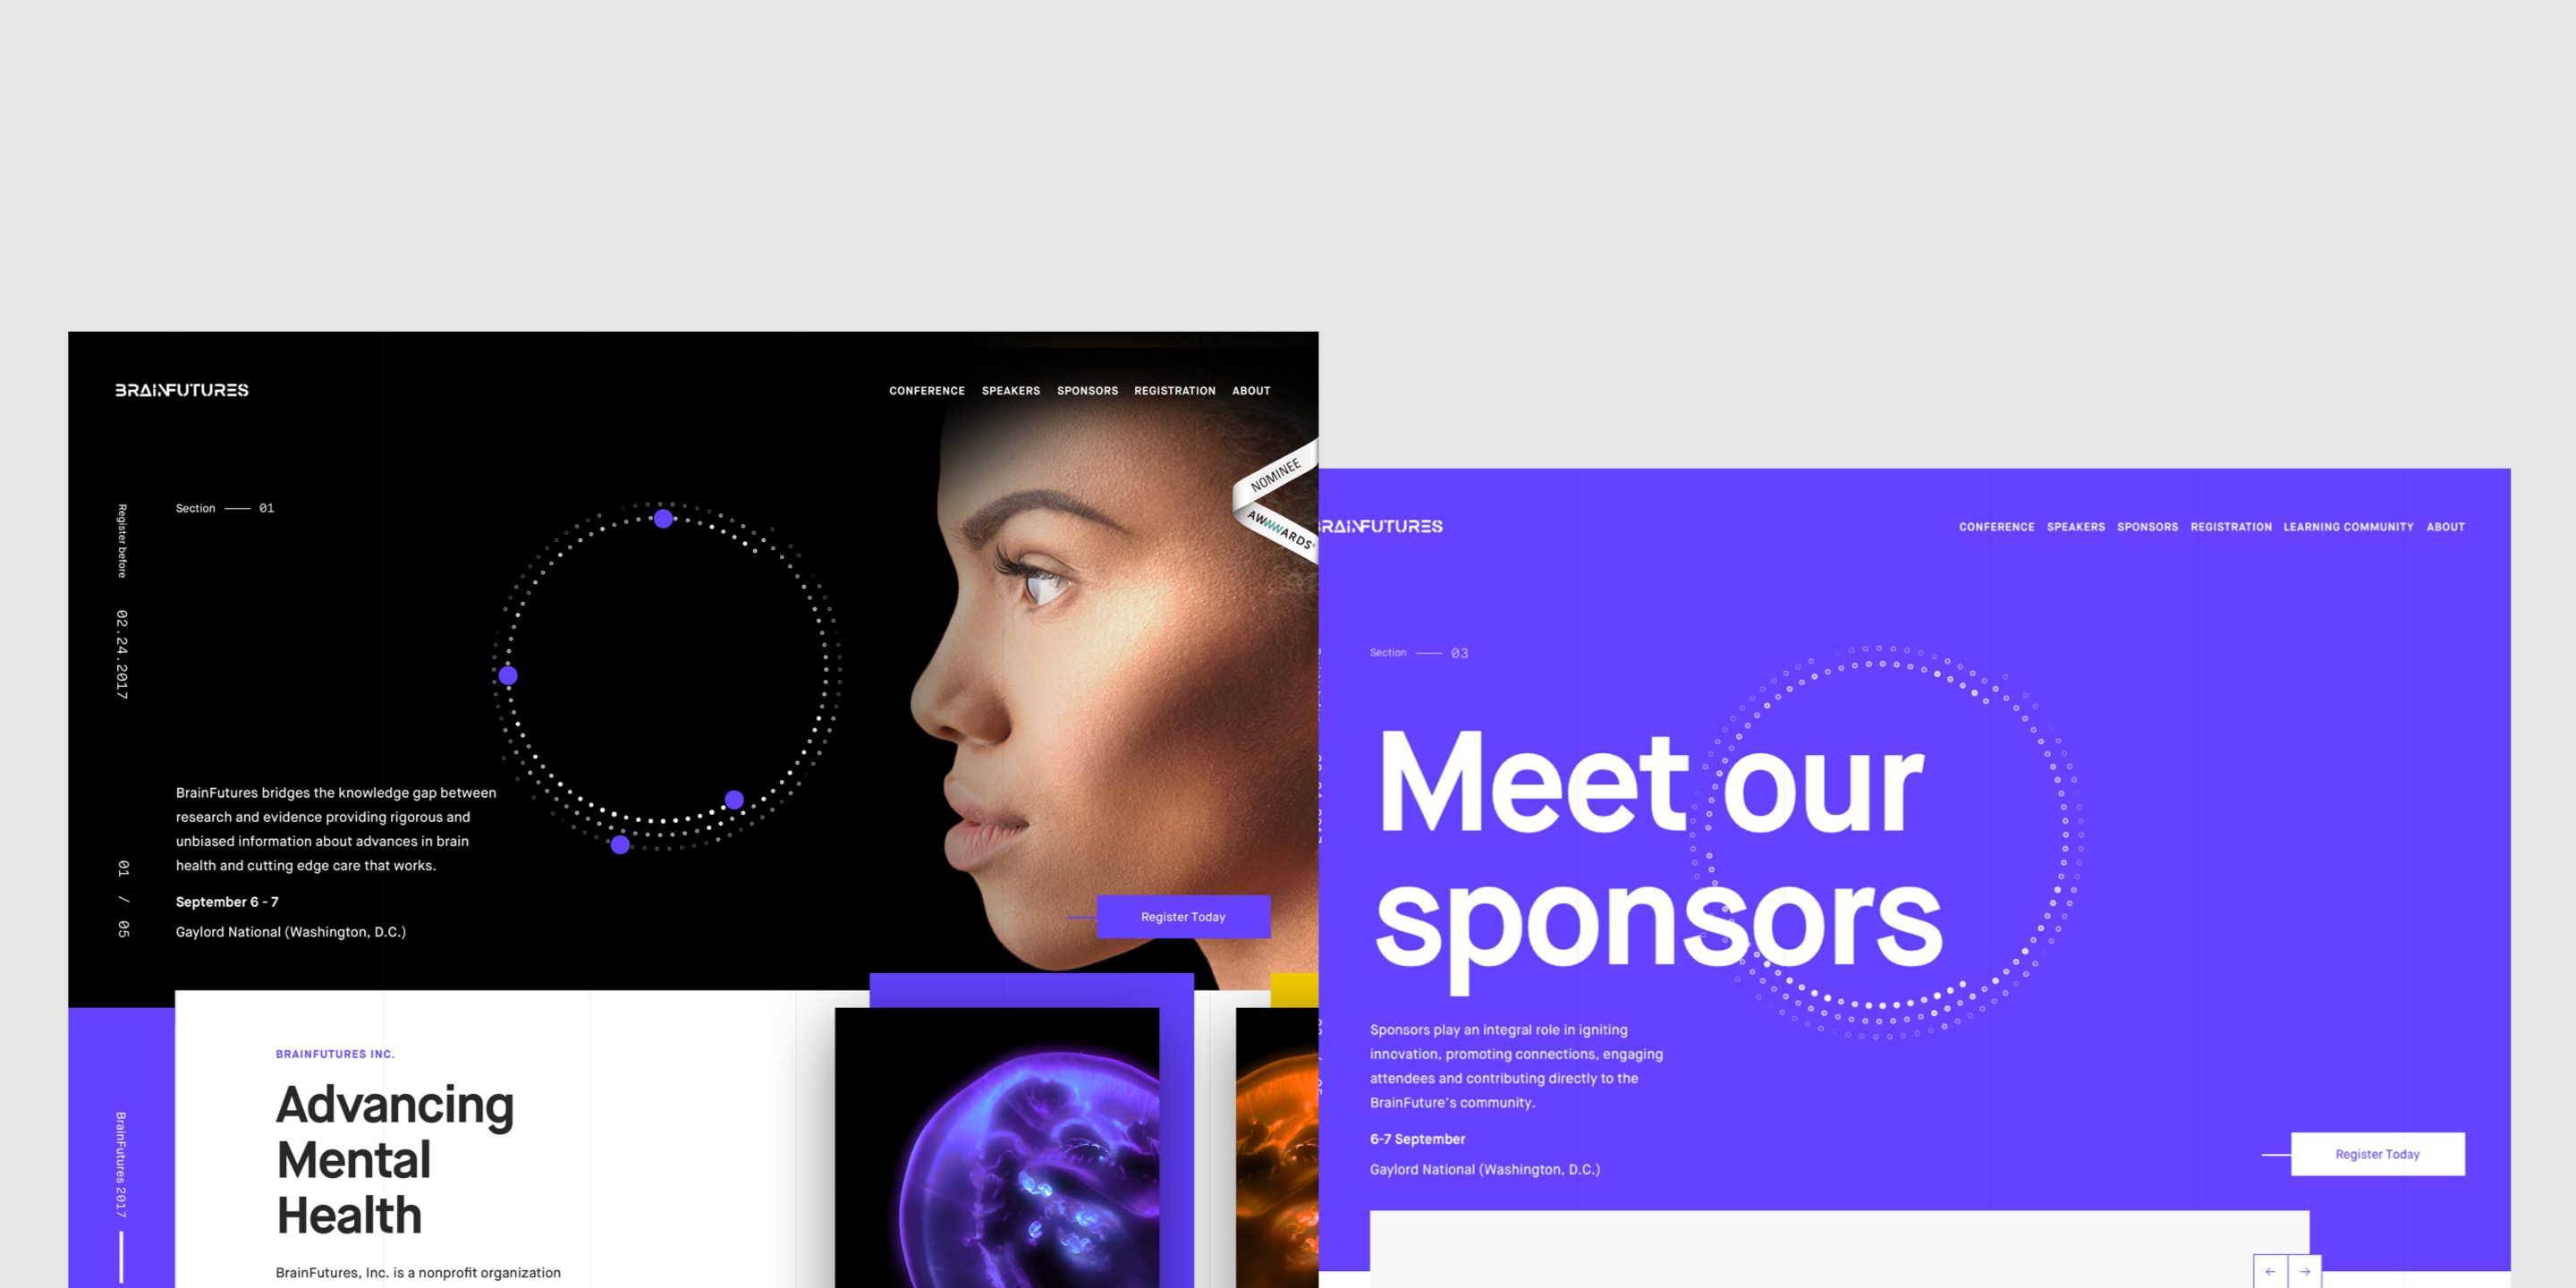 BRAINFUTURES
CONFERENCE SPEAKERS SPONSORS REGISTRATION ABOUT
NOMINEE
AWWWARDS
Register before 02.24.2017
Section 01
BrainFutures bridges the knowledge gap between
research and evidence providing rigorous and
unbiased information about advances in brain
health and cutting edge care that works.
01 / 05
September 6 - 7
Gaylord National (Washington, D.C.)
Register Today
BRAINFUTURES INC.
Advancing
Mental
Health
BrainFutures 2017
BrainFutures, Inc. is a nonprofit organization
BRAINFUTURES
CONFERENCE SPEAKERS SPONSORS REGISTRATION LEARNING COMMUNITY ABOUT
Section 03
Meet our
sponsors
Sponsors play an integral role in igniting
innovation, promoting connections, engaging
attendees and contributing directly to the
BrainFuture's community.
6-7 September
Gaylord National (Washington, D.C.)
Register Today